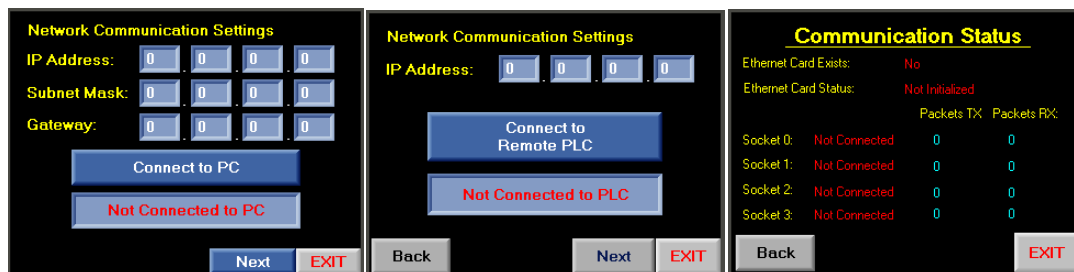 Network Communication Settings
IP Address: 0 . 0 . 0 . 0
Subnet Mask: 0 . 0 . 0 . 0
Gateway: 0 . 0 . 0 . 0
Connect to PC
Not Connected to PC
Next EXIT
Network Communication Settings
IP Address: 0 . 0 . 0 . 0
Connect to
Remote PLC
Not Connected to PLC
Back Next EXIT
Communication Status
Ethernet Card Exists: No
Ethernet Card Status: Not Initialized
Packets TX Packets RX:
Socket 0: Not Connected 0 0
Socket 1: Not Connected 0 0
Socket 2: Not Connected 0 0
Socket 3: Not Connected 0 0
Back EXIT